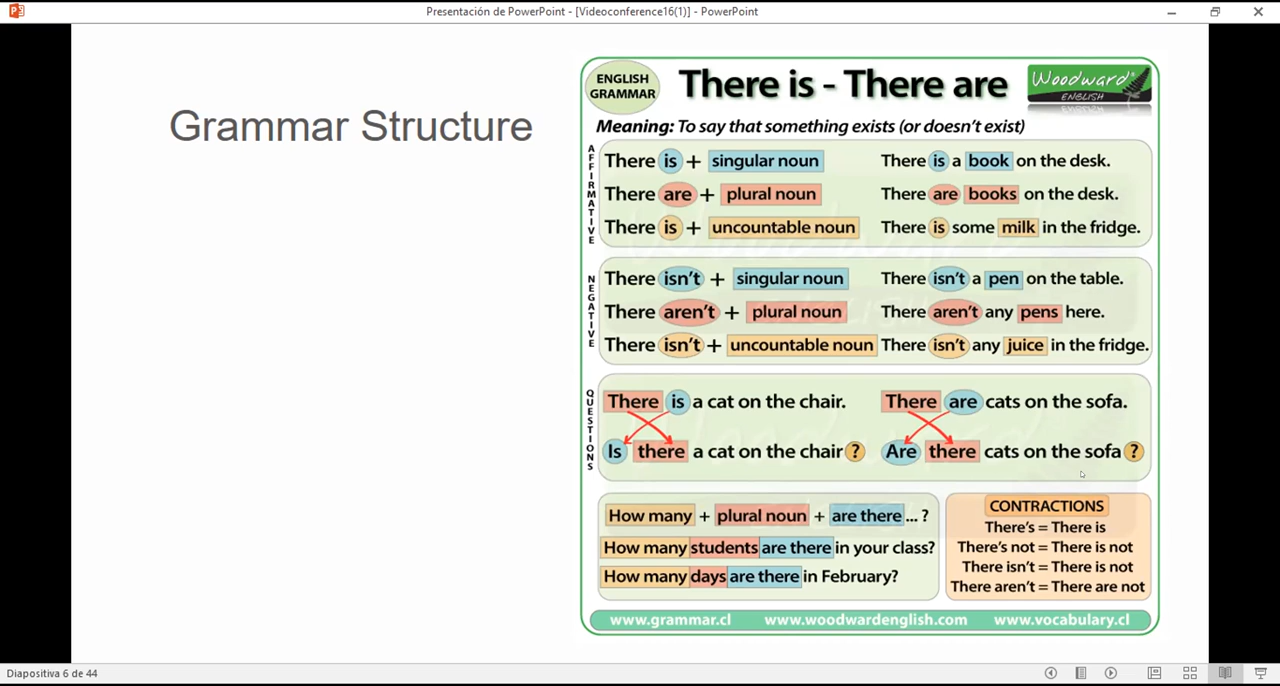 Presentación de PowerPoint - [Videoconference16(1)] - PowerPoint
Grammar Structure
ENGLISH
GRAMMAR
There is - There are
Woodward
ENGLISH
Meaning: To say that something exists (or doesn't exist)
AFFIRMATIVE
There is + singular noun There is a book on the desk.
There are + plural noun There are books on the desk.
There is + uncountable noun There is some milk in the fridge.
NEGATIVE
There isn't + singular noun There isn't a pen on the table.
There aren't + plural noun There aren't any pens here.
There isn't + uncountable noun There isn't any juice in the fridge.
QUESTIONS
There is a cat on the chair. There are cats on the sofa.
Is there a cat on the chair ? Are there cats on the sofa ?
How many + plural noun + are there ... ?
How many students are there in your class?
How many days are there in February?
CONTRACTIONS
There's = There is
There's not = There is not
There isn't = There is not
There aren't = There are not
www.grammar.cl www.woodwardenglish.com www.vocabulary.cl
Diapositiva 6 de 44